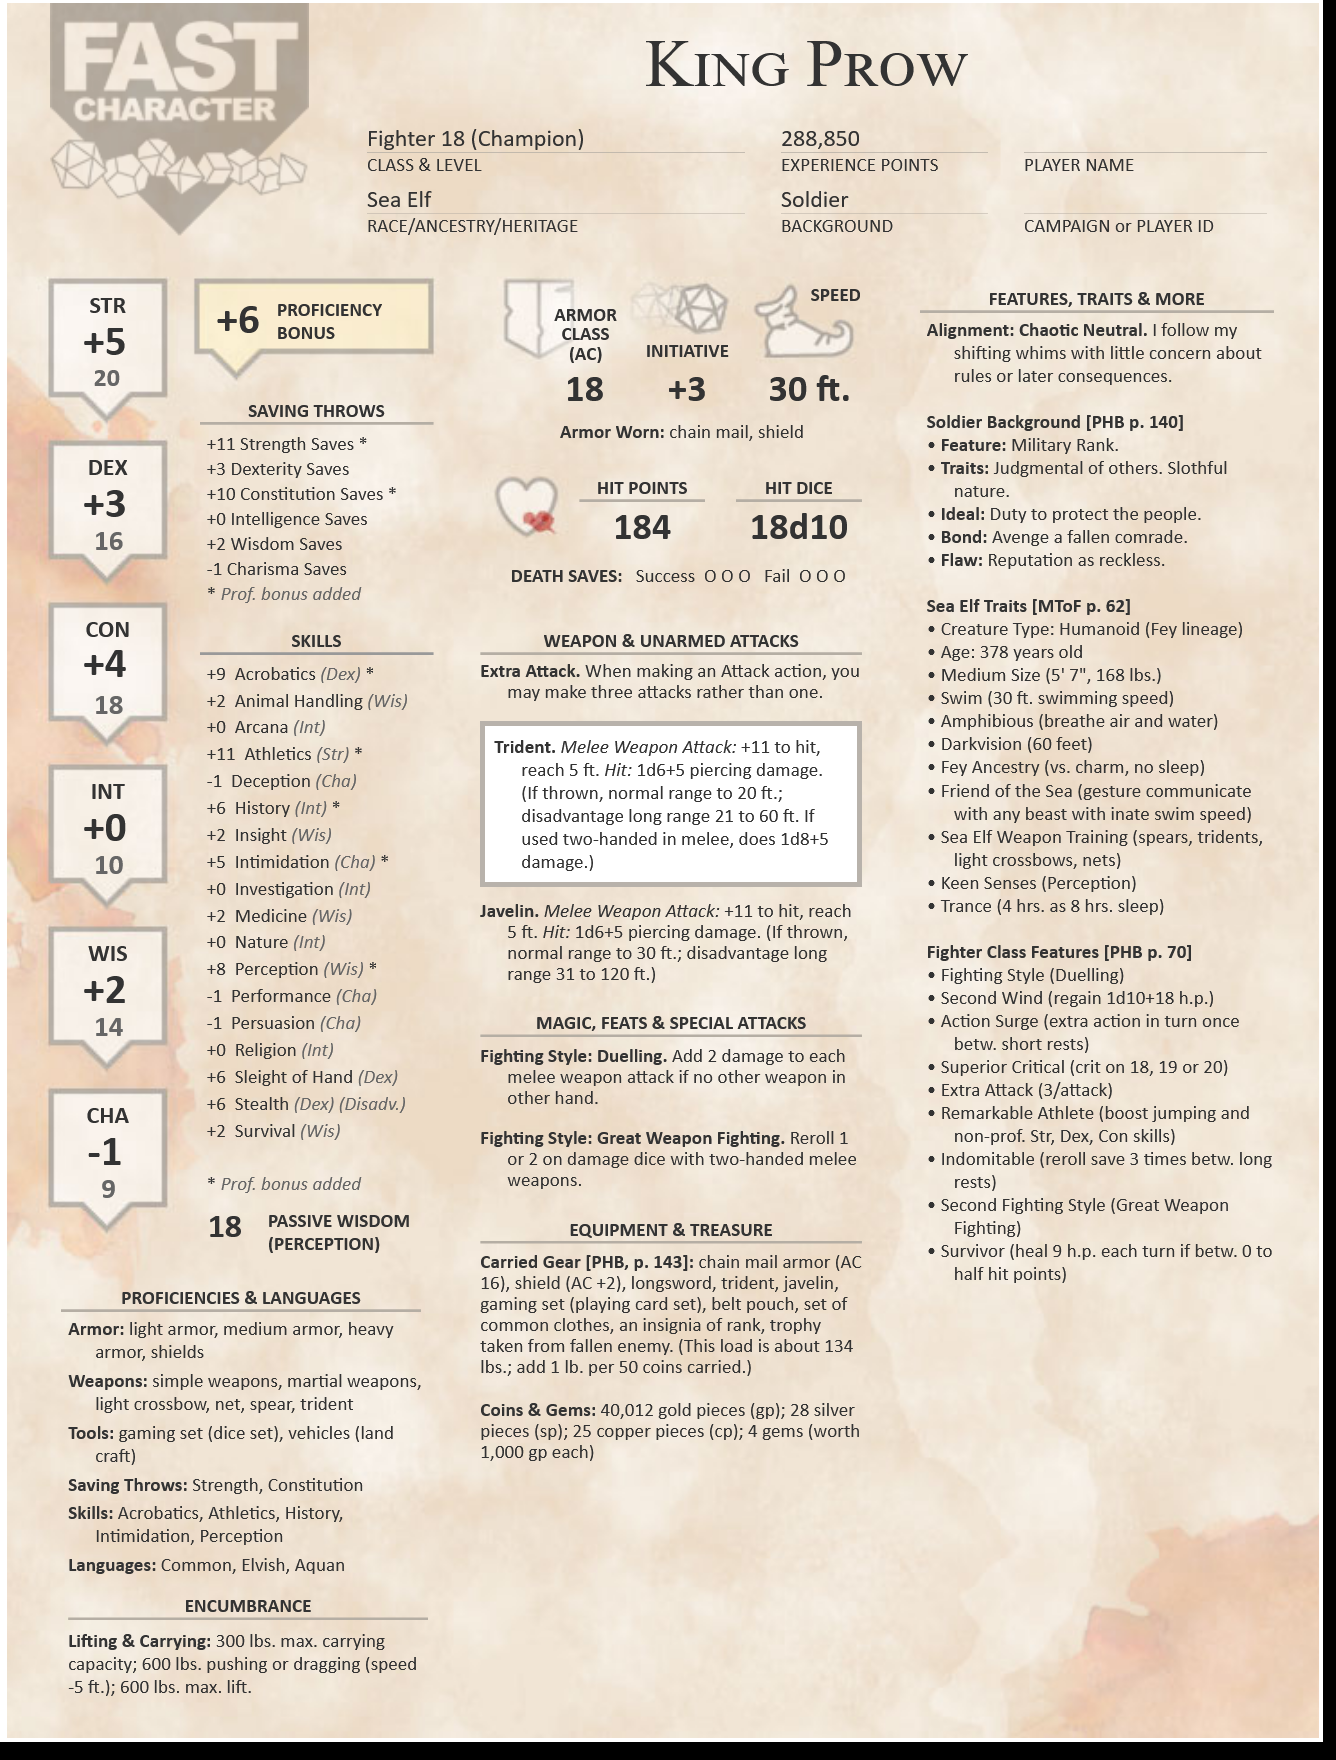 FAST
CHARACTER
King Prow
Fighter 18 (Champion)
CLASS & LEVEL
288,850
EXPERIENCE POINTS
PLAYER NAME
Sea Elf
RACE/ANCESTRY/HERITAGE
Soldier
BACKGROUND
CAMPAIGN or PLAYER ID
STR
+5
20
DEX
+3
16
CON
+4
18
INT
+0
10
WIS
+2
14
CHA
-1
9
+6 PROFICIENCY
BONUS
SAVING THROWS
+11 Strength Saves *
+3 Dexterity Saves
+10 Constitution Saves *
+0 Intelligence Saves
+2 Wisdom Saves
-1 Charisma Saves
* Prof. bonus added
SKILLS
+9 Acrobatics (Dex) *
+2 Animal Handling (Wis)
+0 Arcana (Int)
+11 Athletics (Str) *
-1 Deception (Cha)
+6 History (Int) *
+2 Insight (Wis)
+5 Intimidation (Cha) *
+0 Investigation (Int)
+2 Medicine (Wis)
+0 Nature (Int)
+8 Perception (Wis) *
-1 Performance (Cha)
-1 Persuasion (Cha)
+0 Religion (Int)
+6 Sleight of Hand (Dex)
+6 Stealth (Dex) (Disadv.)
+2 Survival (Wis)
* Prof. bonus added
18 PASSIVE WISDOM
(PERCEPTION)
PROFICIENCIES & LANGUAGES
Armor: light armor, medium armor, heavy
armor, shields
Weapons: simple weapons, martial weapons,
light crossbow, net, spear, trident
Tools: gaming set (dice set), vehicles (land
craft)
Saving Throws: Strength, Constitution
Skills: Acrobatics, Athletics, History,
Intimidation, Perception
Languages: Common, Elvish, Aquan
ENCUMBRANCE
Lifting & Carrying: 300 lbs. max. carrying
capacity; 600 lbs. pushing or dragging (speed
-5 ft.); 600 lbs. max. lift.
ARMOR
CLASS
(AC)
18
INITIATIVE
+3
SPEED
30 ft.
Armor Worn: chain mail, shield
HIT POINTS
184
HIT DICE
18d10
DEATH SAVES: Success O O O Fail O O O
WEAPON & UNARMED ATTACKS
Extra Attack. When making an Attack action, you
may make three attacks rather than one.
Trident. Melee Weapon Attack: +11 to hit,
reach 5 ft. Hit: 1d6+5 piercing damage.
(If thrown, normal range to 20 ft.;
disadvantage long range 21 to 60 ft. If
used two-handed in melee, does 1d8+5
damage.)
Javelin. Melee Weapon Attack: +11 to hit, reach
5 ft. Hit: 1d6+5 piercing damage. (If thrown,
normal range to 30 ft.; disadvantage long
range 31 to 120 ft.)
MAGIC, FEATS & SPECIAL ATTACKS
Fighting Style: Duelling. Add 2 damage to each
melee weapon attack if no other weapon in
other hand.
Fighting Style: Great Weapon Fighting. Reroll 1
or 2 on damage dice with two-handed melee
weapons.
EQUIPMENT & TREASURE
Carried Gear [PHB, p. 143]: chain mail armor (AC
16), shield (AC +2), longsword, trident, javelin,
gaming set (playing card set), belt pouch, set of
common clothes, an insignia of rank, trophy
taken from fallen enemy. (This load is about 134
lbs.; add 1 lb. per 50 coins carried.)
Coins & Gems: 40,012 gold pieces (gp); 28 silver
pieces (sp); 25 copper pieces (cp); 4 gems (worth
1,000 gp each)
FEATURES, TRAITS & MORE
Alignment: Chaotic Neutral. I follow my
shifting whims with little concern about
rules or later consequences.
Soldier Background [PHB p. 140]
• Feature: Military Rank.
• Traits: Judgmental of others. Slothful
nature.
• Ideal: Duty to protect the people.
• Bond: Avenge a fallen comrade.
• Flaw: Reputation as reckless.
Sea Elf Traits [MToF p. 62]
• Creature Type: Humanoid (Fey lineage)
• Age: 378 years old
• Medium Size (5' 7", 168 lbs.)
• Swim (30 ft. swimming speed)
• Amphibious (breathe air and water)
• Darkvision (60 feet)
• Fey Ancestry (vs. charm, no sleep)
• Friend of the Sea (gesture communicate
with any beast with inate swim speed)
• Sea Elf Weapon Training (spears, tridents,
light crossbows, nets)
• Keen Senses (Perception)
• Trance (4 hrs. as 8 hrs. sleep)
Fighter Class Features [PHB p. 70]
• Fighting Style (Duelling)
• Second Wind (regain 1d10+18 h.p.)
• Action Surge (extra action in turn once
betw. short rests)
• Superior Critical (crit on 18, 19 or 20)
• Extra Attack (3/attack)
• Remarkable Athlete (boost jumping and
non-prof. Str, Dex, Con skills)
• Indomitable (reroll save 3 times betw. long
rests)
• Second Fighting Style (Great Weapon
Fighting)
• Survivor (heal 9 h.p. each turn if betw. 0 to
half hit points)